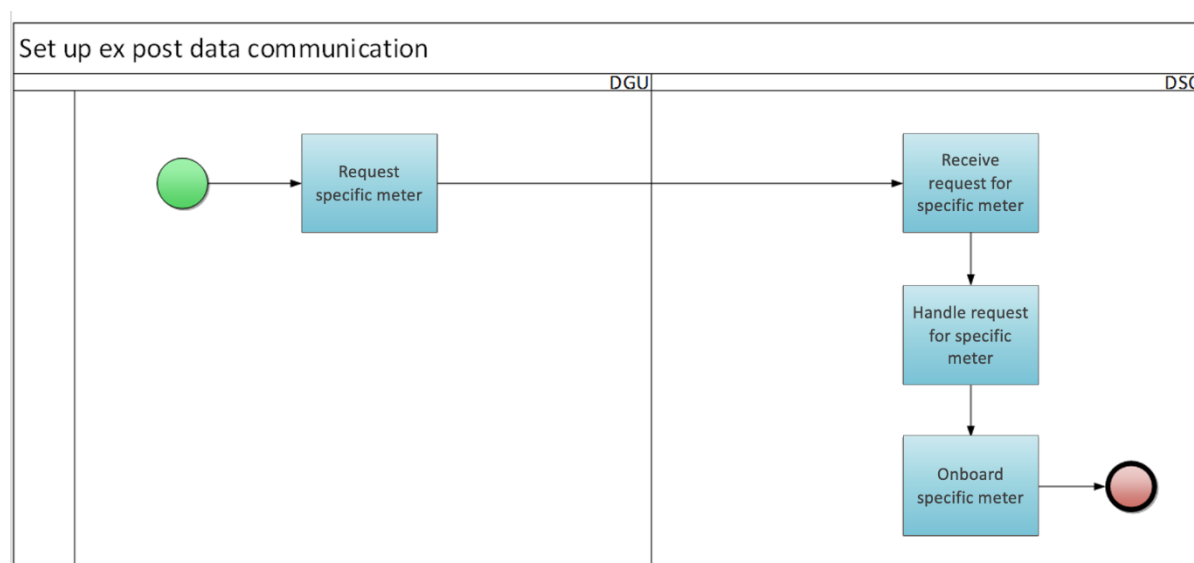 Set up ex post data communication
DGU
Request
specific meter
Receive
request for
specific meter
Handle request
for specific
meter
Onboard
specific meter